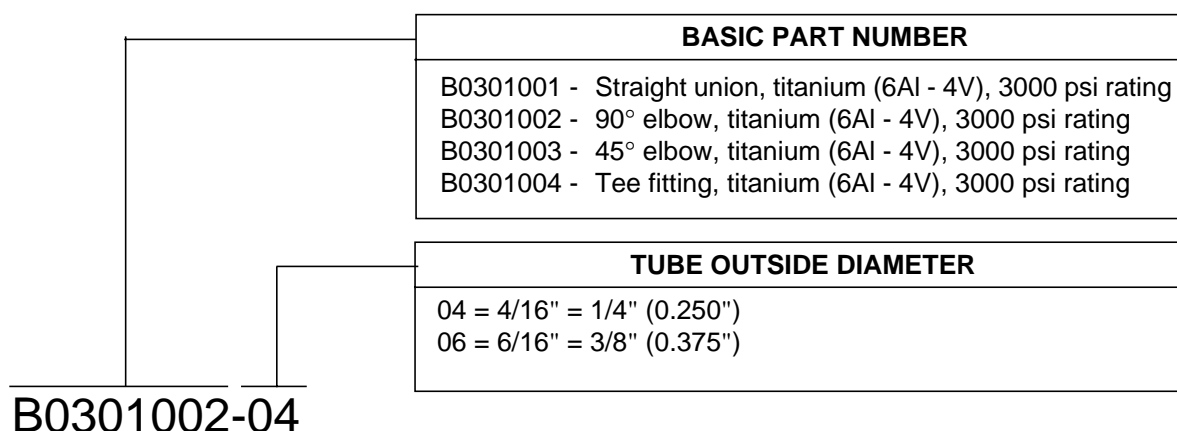 BASIC PART NUMBER
B0301001 - Straight union, titanium (6Al - 4V), 3000 psi rating
B0301002 - 90° elbow, titanium (6Al - 4V), 3000 psi rating
B0301003 - 45° elbow, titanium (6Al - 4V), 3000 psi rating
B0301004 - Tee fitting, titanium (6Al - 4V), 3000 psi rating
TUBE OUTSIDE DIAMETER
04 = 4/16" = 1/4" (0.250")
06 = 6/16" = 3/8" (0.375")
B0301002-04